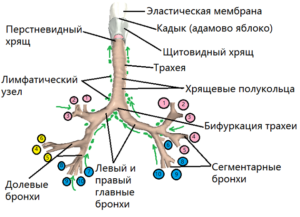 Эластическая мембрана
Перстневидный
хрящ
Кадык (адамово яблоко)
Щитовидный хрящ
Трахея
Лимфатический
узел
Хрящевые полукольца
Бифуркация трахеи
Долевые
бронхи
Левый и
правый
главные
бронхи
Сегментарные
бронхи